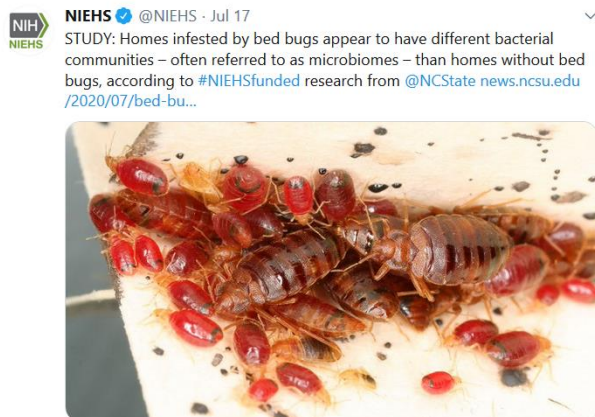 NIEHS @NIEHS · Jul 17
NIH
NIEHS
STUDY: Homes infested by bed bugs appear to have different bacterial
communities – often referred to as microbiomes – than homes without bed
bugs, according to #NIEHSfunded research from @NCState news.ncsu.edu
/2020/07/bed-bu...